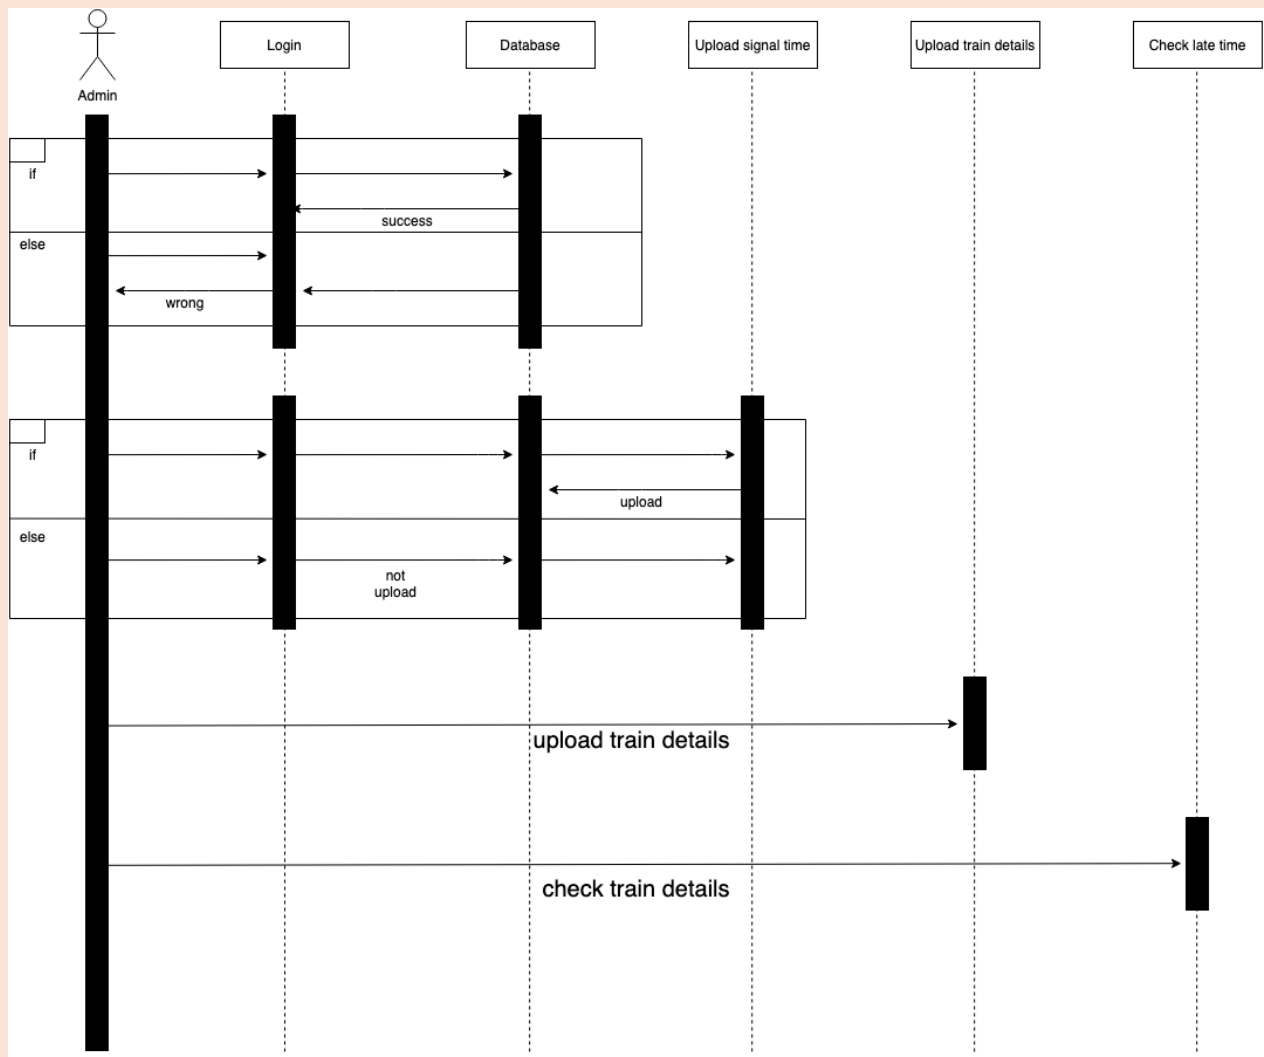 Login
Database
Upload signal time
Upload train details
Check late time
Admin
if
success
else
wrong
if
upload
else
not
upload
upload train details
check train details